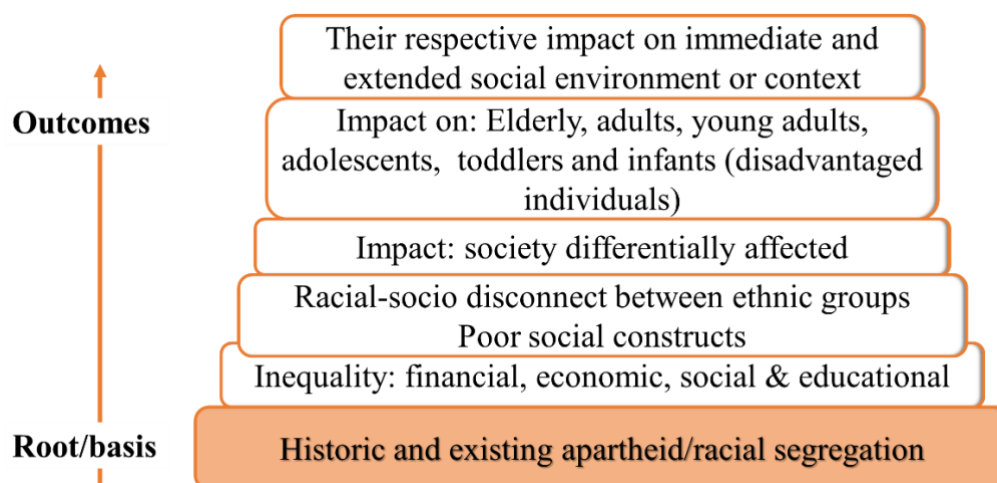 Their respective impact on immediate and
extended social environment or context
Outcomes
Impact on: Elderly, adults, young adults,
adolescents, toddlers and infants (disadvantaged
individuals)
Impact: society differentially affected
Racial-socio disconnect between ethnic groups
Poor social constructs
Inequality: financial, economic, social & educational
Root/basis
Historic and existing apartheid/racial segregation